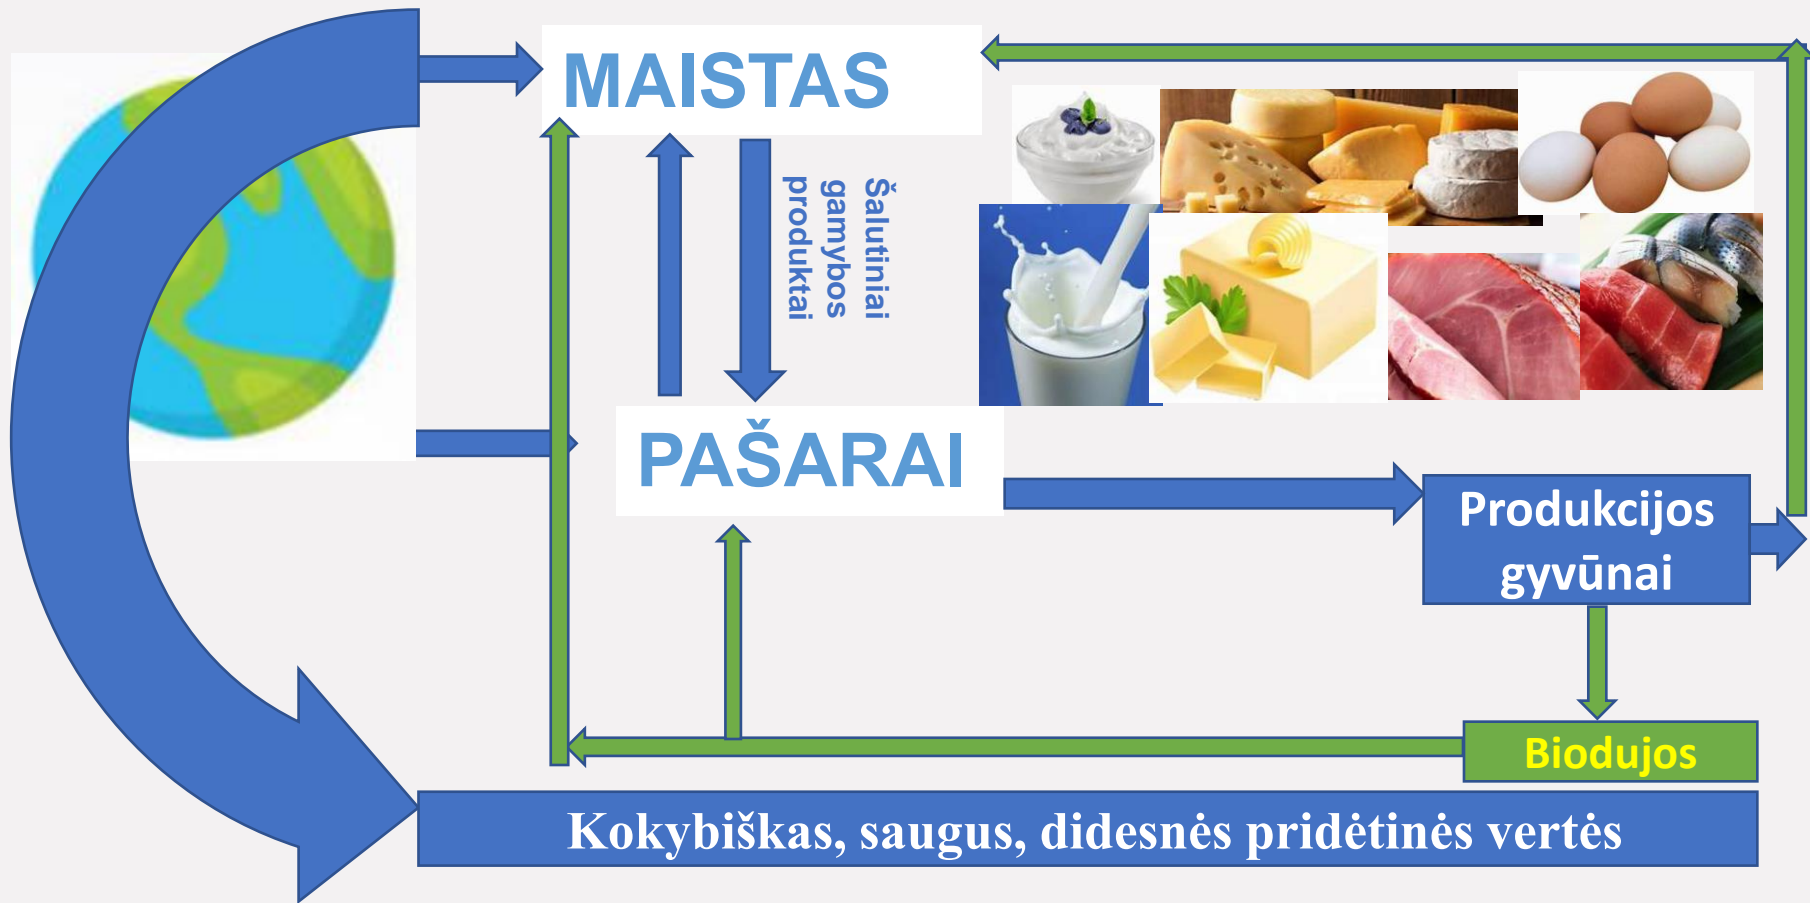 MAISTAS
Šalutiniai
gamybos
produktai
PAŠARAI
Produkcijos
gyvūnai
Biodujos
Kokybiškas, saugus, didesnės pridėtinės vertės